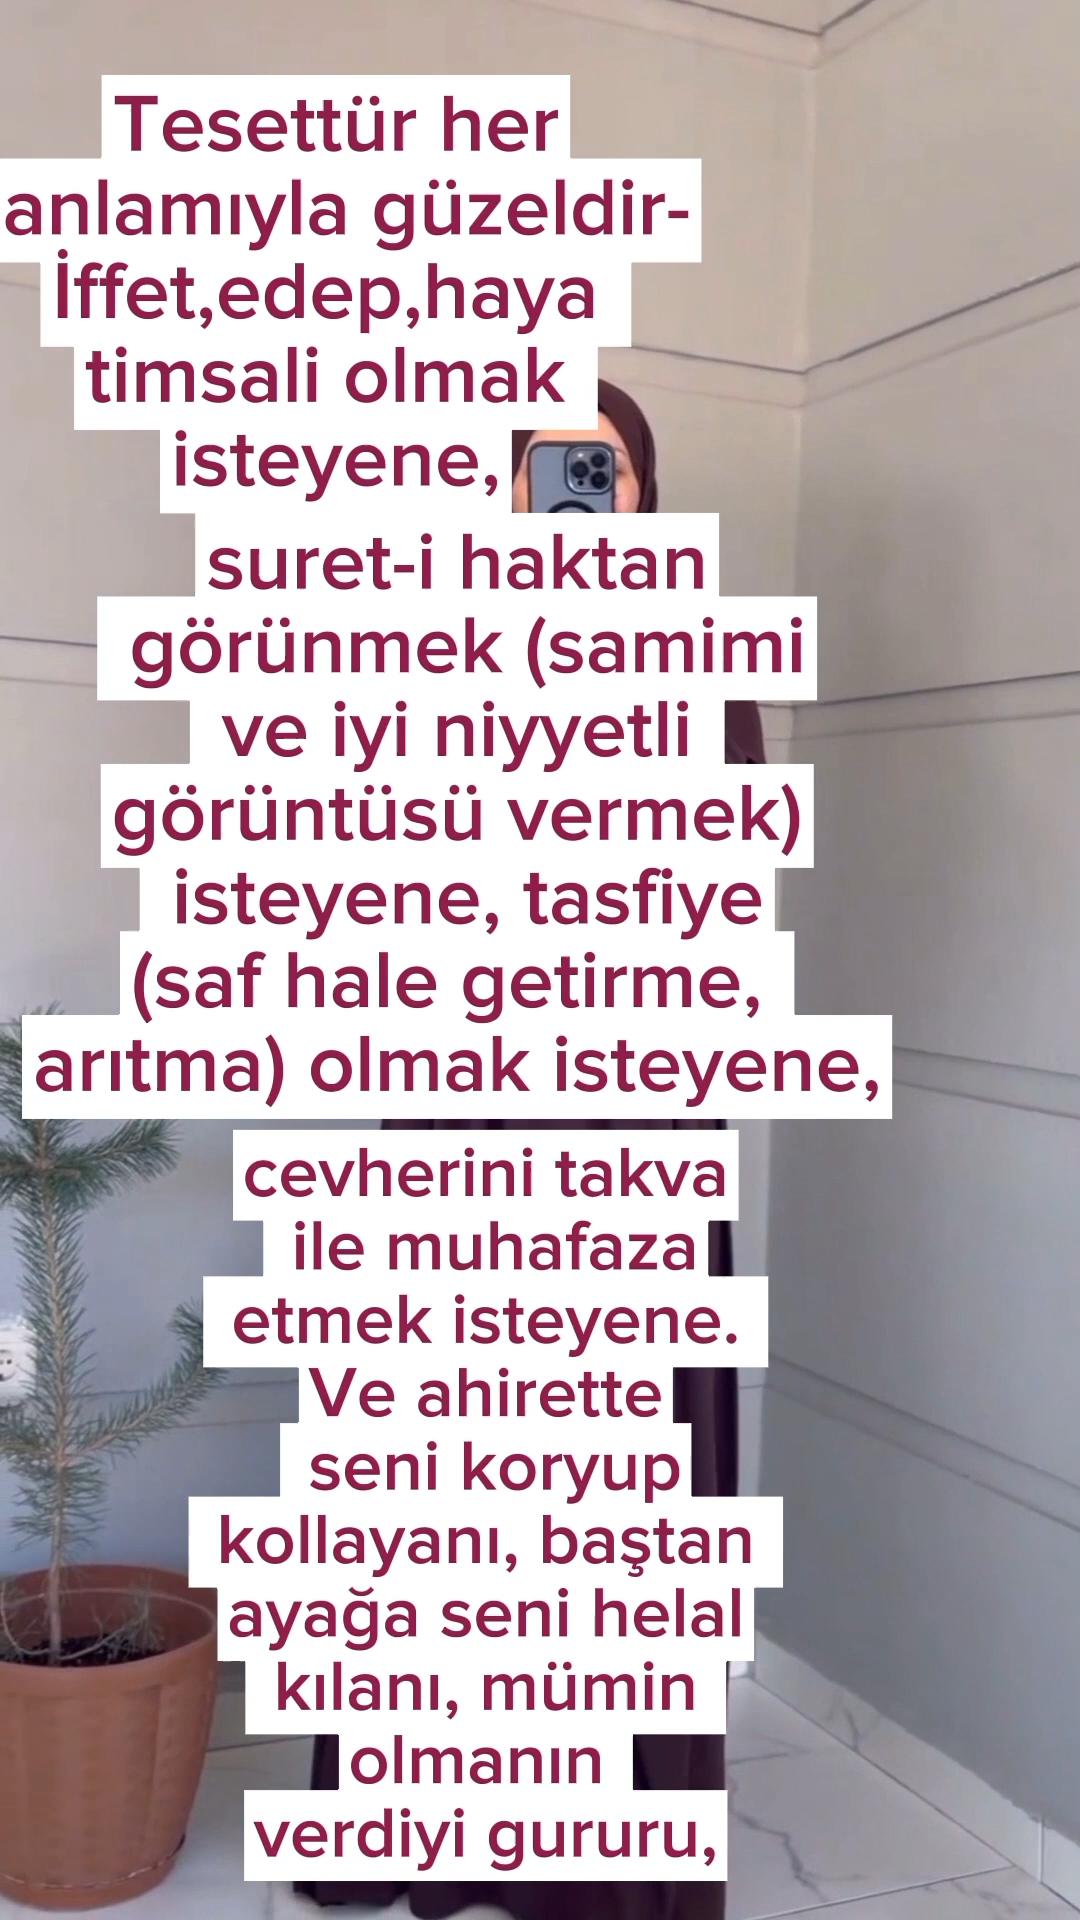 Tesettür her
anlamıyla güzeldir-
İffet,edep,haya
timsali olmak
isteyene,
suret-i haktan
görünmek (samimi
ve iyi niyyetli
görüntüsü vermek)
isteyene, tasfiye
(saf hale getirme,
arıtma) olmak isteyene,
cevherini takva
ile muhafaza
etmek isteyene.
Ve ahirette
seni koryup
kollayanı, baştan
ayağa seni helal
kılanı, mümin
olmanın
verdiyi gururu,